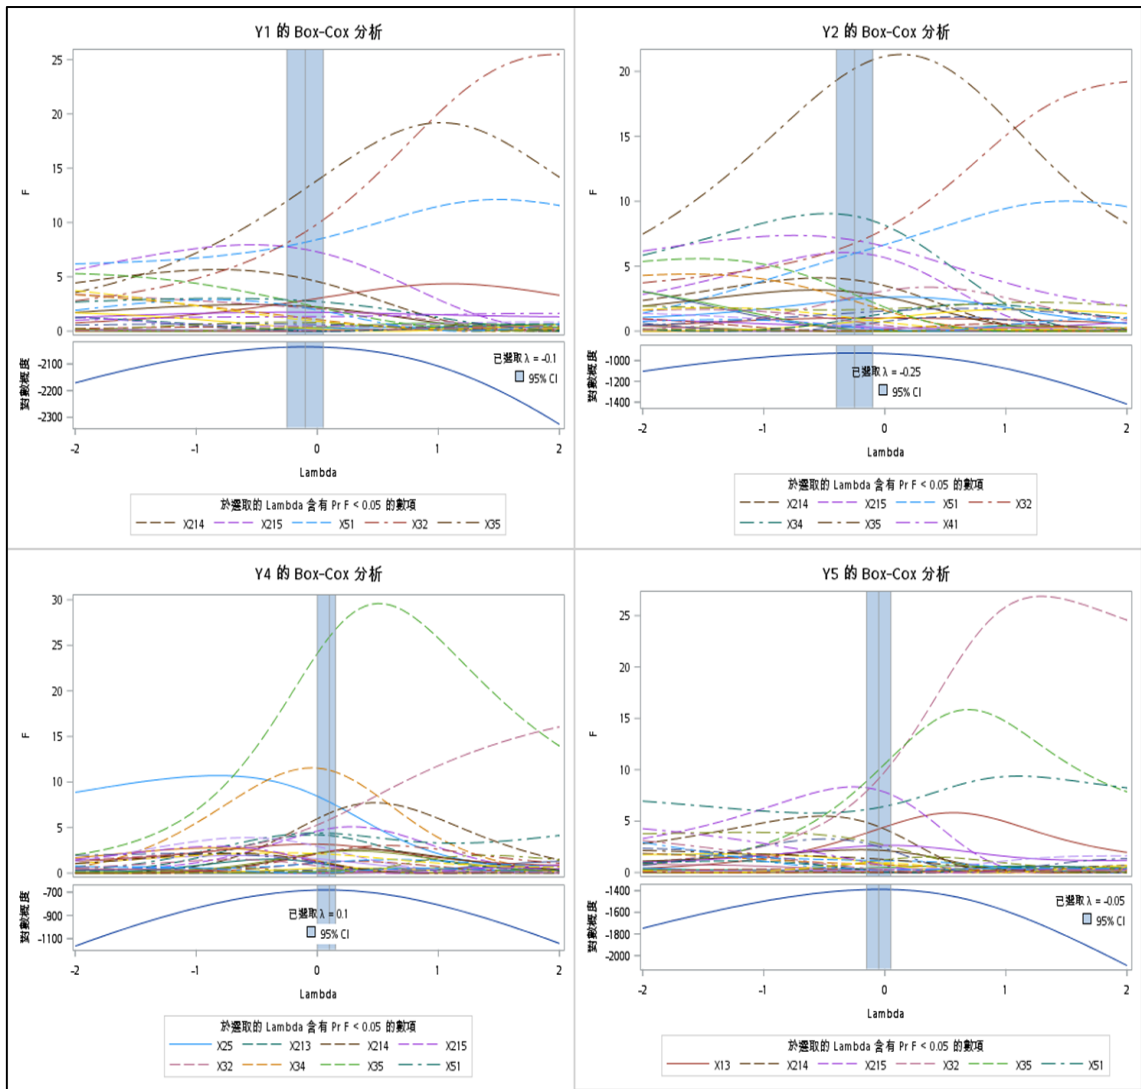 Y1 的 Box-Cox 分析
25
20
15
10
5
0
F
-2100
-2200
-2300
對數概度
已選取 λ = -0.1
95% CI
-2 -1 0 1 2
Lambda
於選取的 Lambda 含有 Pr F < 0.05 的數項
X214 X215 X51 X32 X35
Y2 的 Box-Cox 分析
20
15
10
5
0
F
-1000
-1200
-1400
對數概度
已選取 λ = -0.25
95% CI
-2 -1 0 1 2
Lambda
於選取的 Lambda 含有 Pr F < 0.05 的數項
X214 X215 X51 X32
X34 X35 X41
Y4 的 Box-Cox 分析
30
25
20
15
10
5
0
F
-700
-900
-1100
對數概度
已選取 λ = 0.1
95% CI
-2 -1 0 1 2
Lambda
於選取的 Lambda 含有 Pr F < 0.05 的數項
X25 X213 X214 X215
X32 X34 X35 X51
Y5 的 Box-Cox 分析
25
20
15
10
5
0
F
-1400
-1600
-1800
-2000
對數概度
已選取 λ = -0.05
95% CI
-2 -1 0 1 2
Lambda
於選取的 Lambda 含有 Pr F < 0.05 的數項
X13 X214 X215 X32 X35 X51